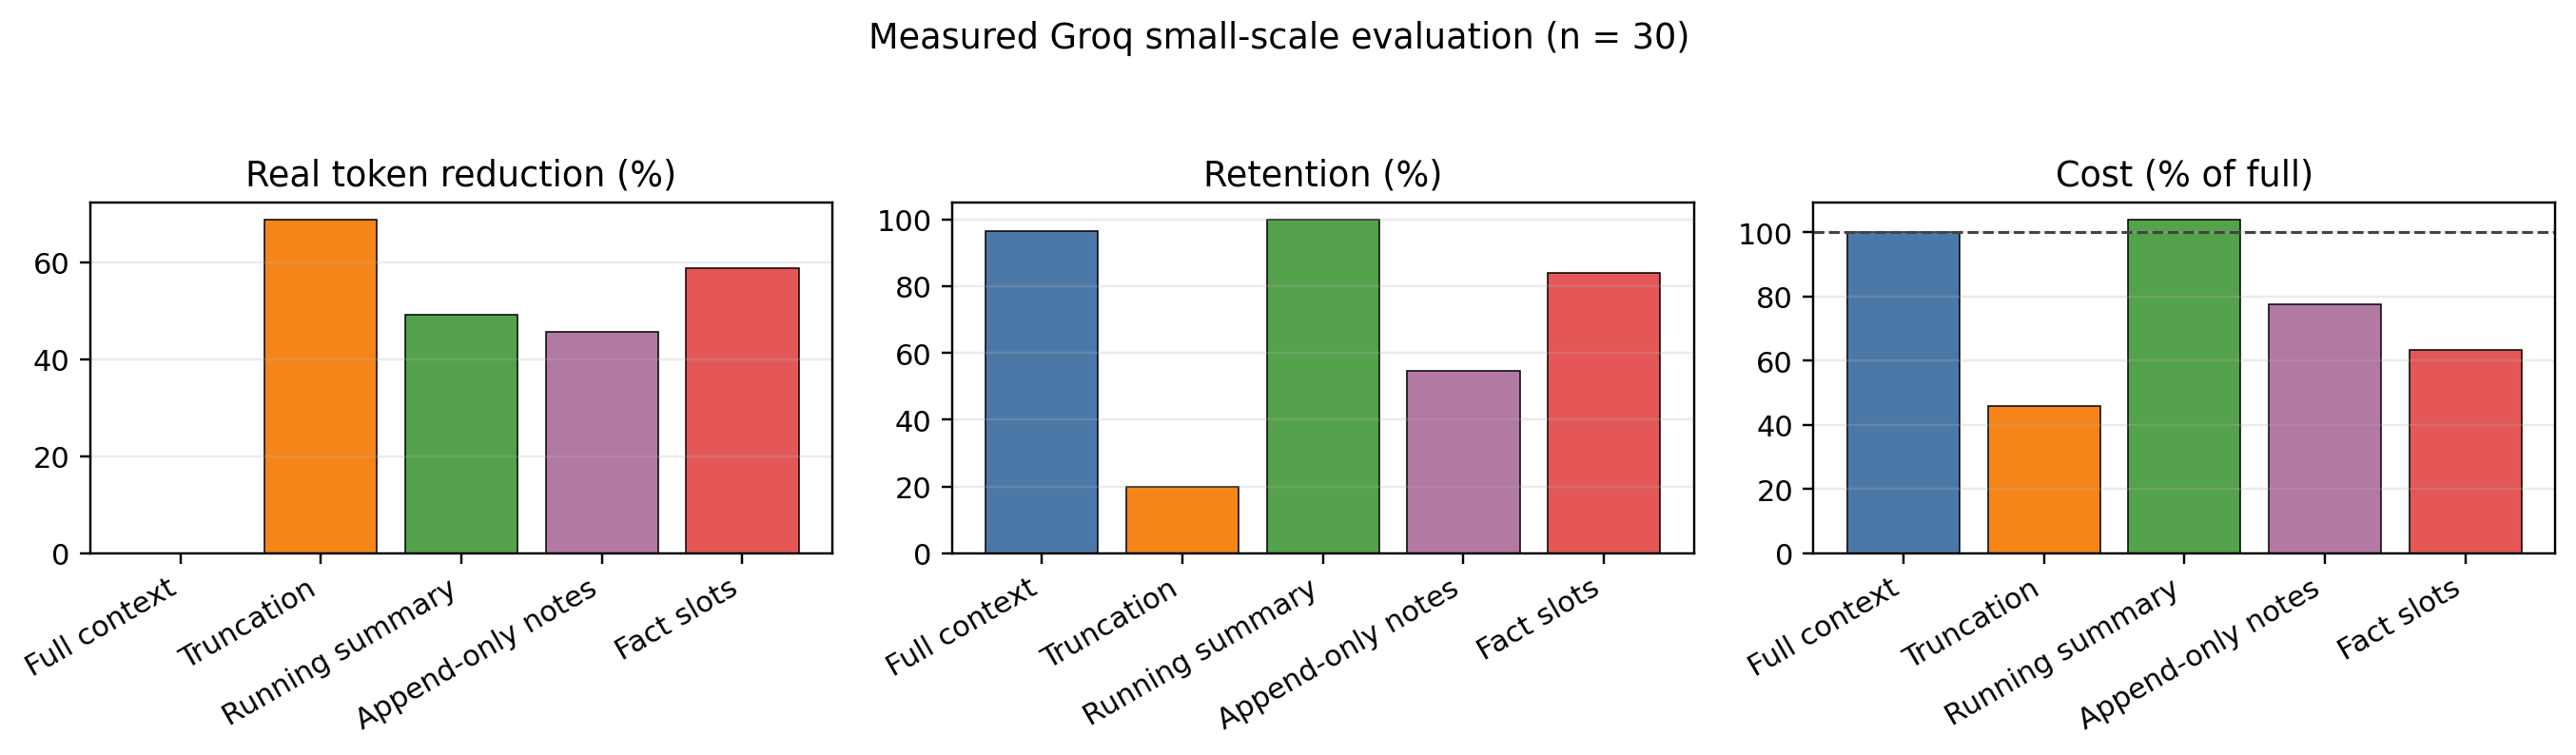 Measured Groq small-scale evaluation (n = 30)
Real token reduction (%)
60
40
20
0
Full context
Truncation
Running summary
Append-only notes
Fact slots
Retention (%)
100
80
60
40
20
0
Full context
Truncation
Running summary
Append-only notes
Fact slots
Cost (% of full)
100
80
60
40
20
0
Full context
Truncation
Running summary
Append-only notes
Fact slots